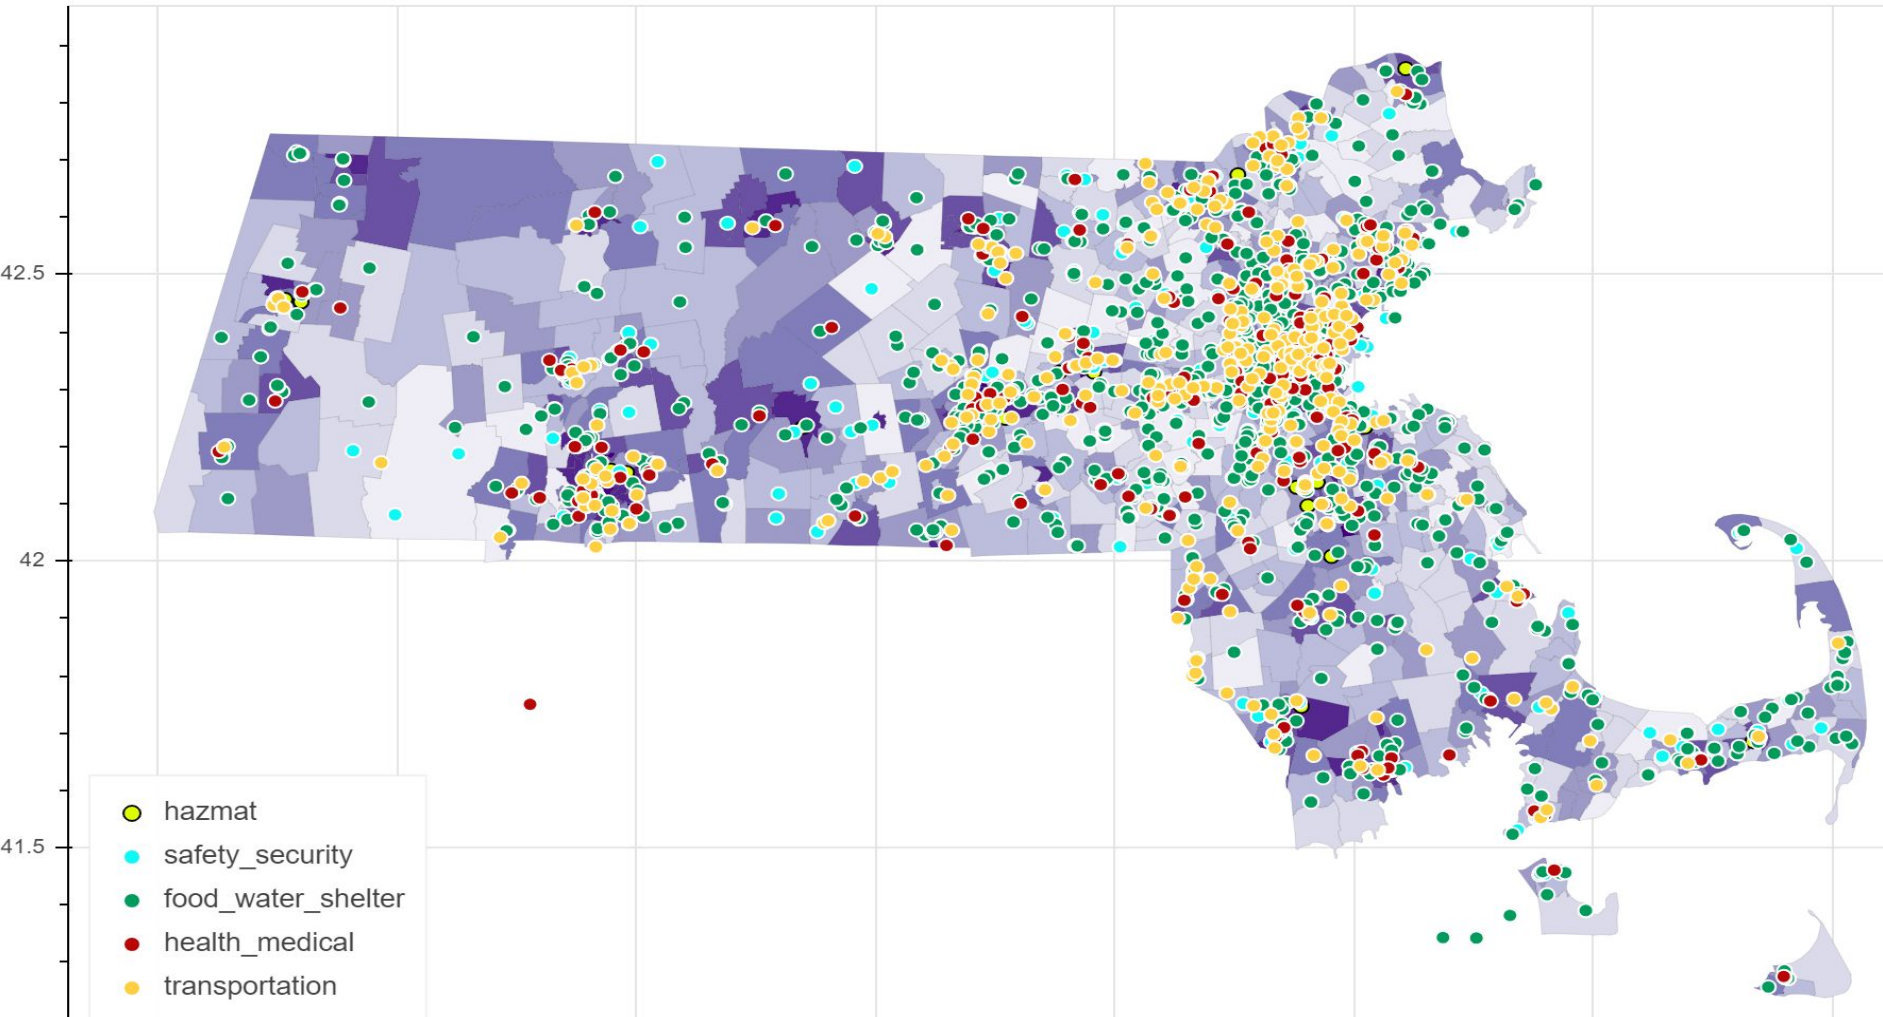 42.5
42
41.5
hazmat
safety_security
food_water_shelter
health_medical
transportation